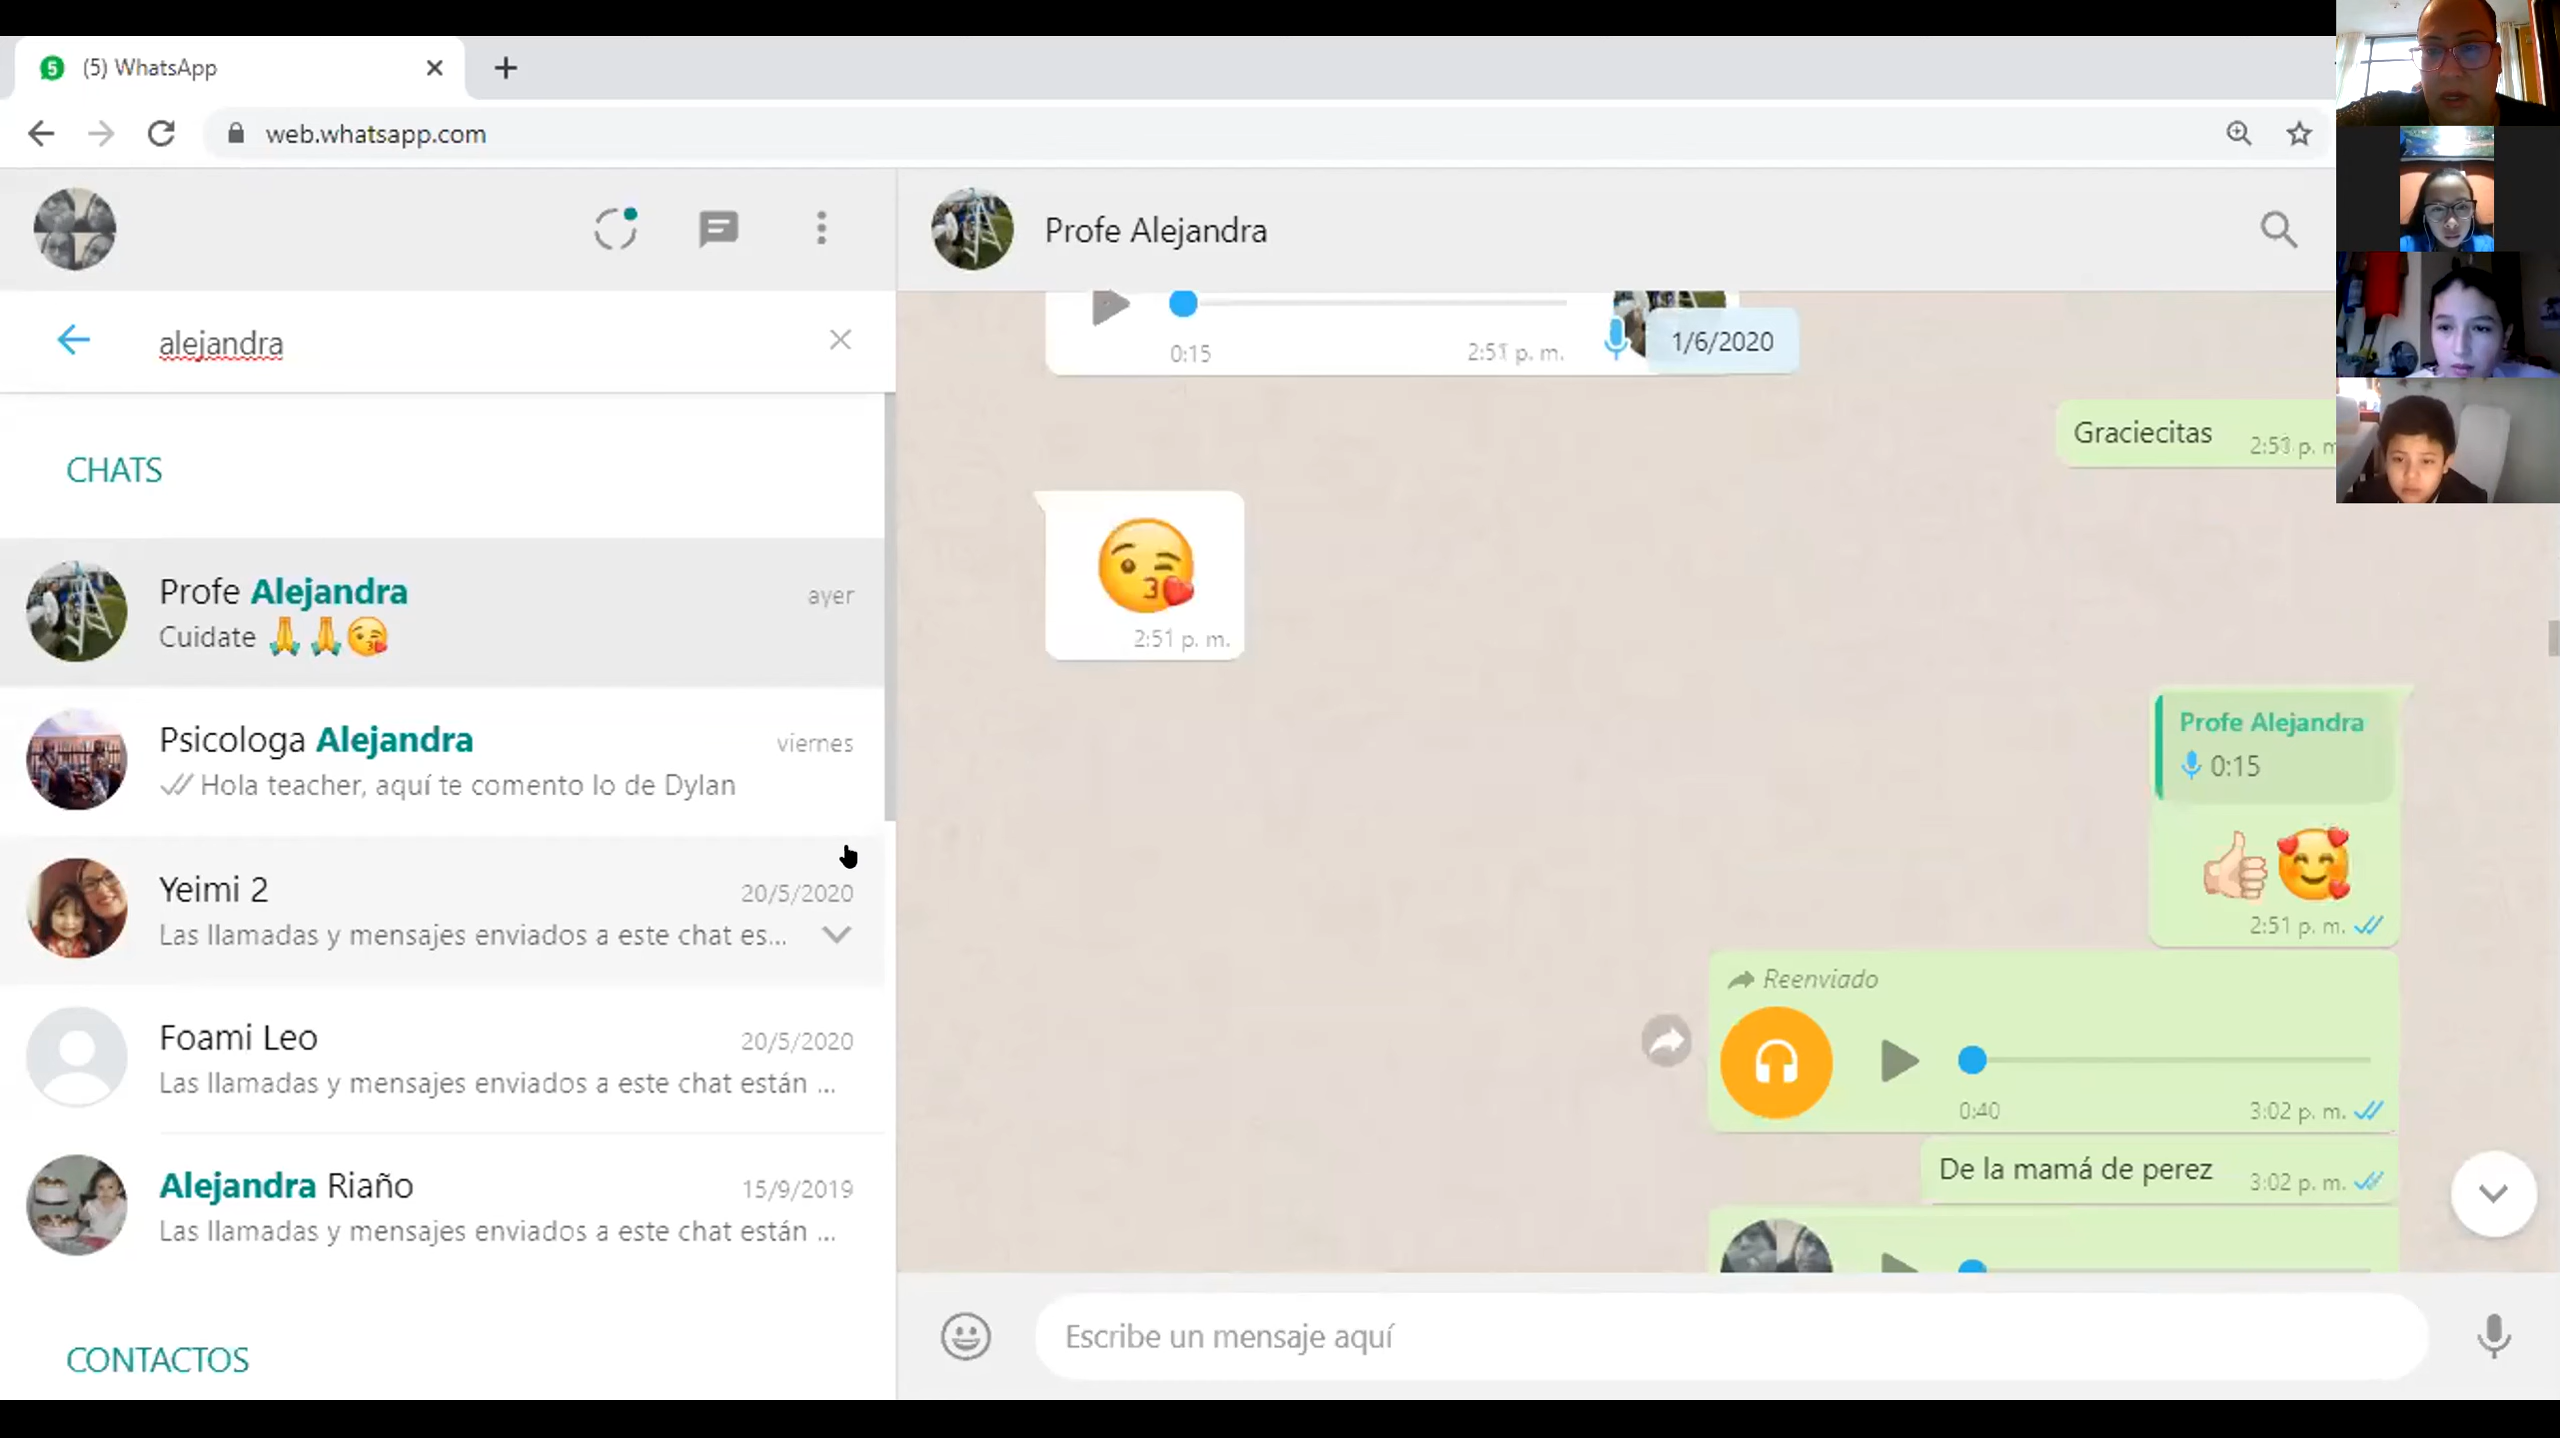 (5) WhatsApp
web.whatsapp.com
alejandra
CHATS
Profe Alejandra
ayer
Cuidate 🙏🙏😘
Psicologa Alejandra
viernes
Hola teacher, aquí te comento lo de Dylan
Yeimi 2
20/5/2020
Las llamadas y mensajes enviados a este chat es...
Foami Leo
20/5/2020
Las llamadas y mensajes enviados a este chat están ...
Alejandra Riaño
15/9/2019
Las llamadas y mensajes enviados a este chat están ...
CONTACTOS
Profe Alejandra
0:15
2:51 p. m.
1/6/2020
Graciecitas
p. m
2:51 p. m.
Profe Alejandra
0:15
2:51 p. m.
Reenviado
0:40
3:02 p. m.
De la mamá de perez
3:02 p. m.
Escribe un mensaje aquí